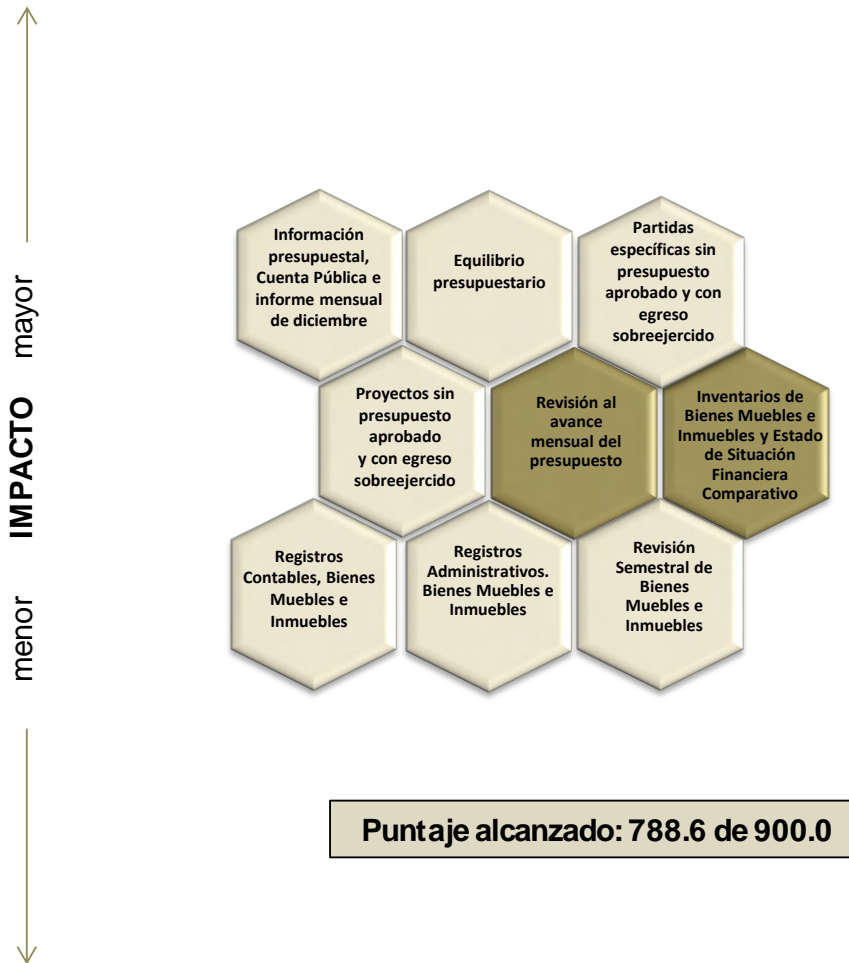 mayor
IMPACTO
menor
Información
presupuestal,
Cuenta Pública e
informe mensual
de diciembre
Equilibrio
presupuestario
Partidas
específicas sin
presupuesto
aprobado y con
egreso
sobreejercido
Proyectos sin
presupuesto
aprobado
y con egreso
sobreejercido
Revisión al
avance
mensual del
presupuesto
Inventarios de
Bienes Muebles e
Inmuebles y Estado
de Situación
Financiera
Comparativo
Registros
Contables, Bienes
Muebles e
Inmuebles
Registros
Administrativos.
Bienes Muebles e
Inmuebles
Revisión
Semestral de
Bienes
Muebles e
Inmuebles
Puntaje alcanzado: 788.6 de 900.0